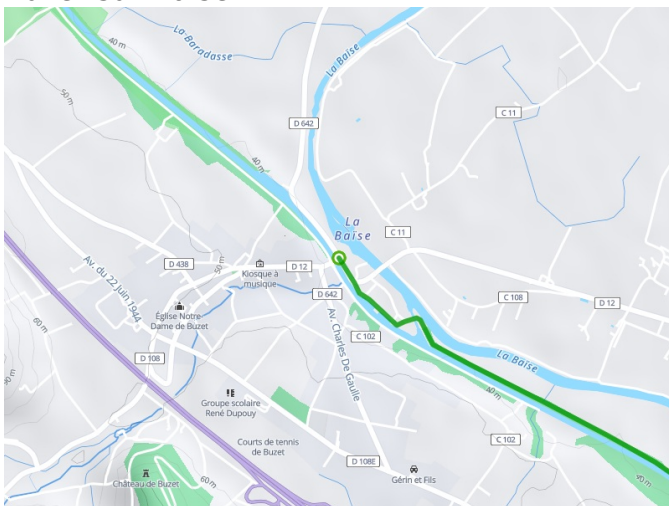 La Baradasse
40 m
La Baïse
50 m
D 642
C 11
40 m
La
Baïse
C 11
D 438
50 m
Kiosque à
musique
D 12
Av. du 22 Juin 1944
D 642
C 108
D 12
Église Notre-
Dame de Buzet
Av. Charles De Gaulle
C 102
60 m
D 108
La Baïse
Groupe scolaire
René Dupouy
C 102
Courts de tennis
de Buzet
D 108E
Château de Buzet
60 m
Gérin et Fils
40 m